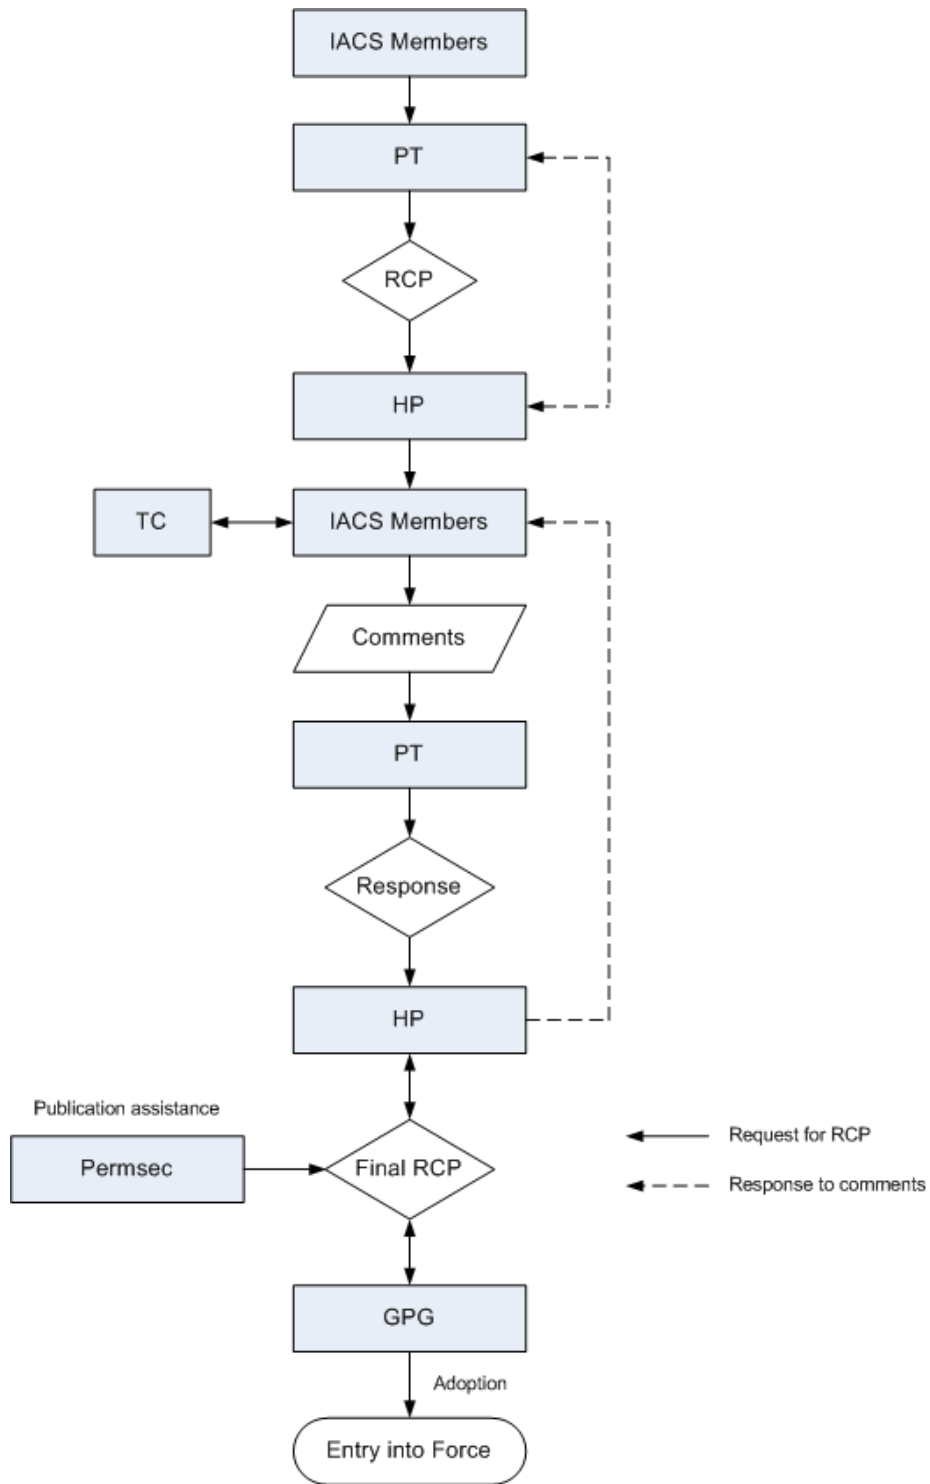 IACS Members
PT
RCP
HP
TC
IACS Members
Comments
PT
Response
HP
Publication assistance
Permsec
Final RCP
Request for RCP
Response to comments
GPG
Adoption
Entry into Force